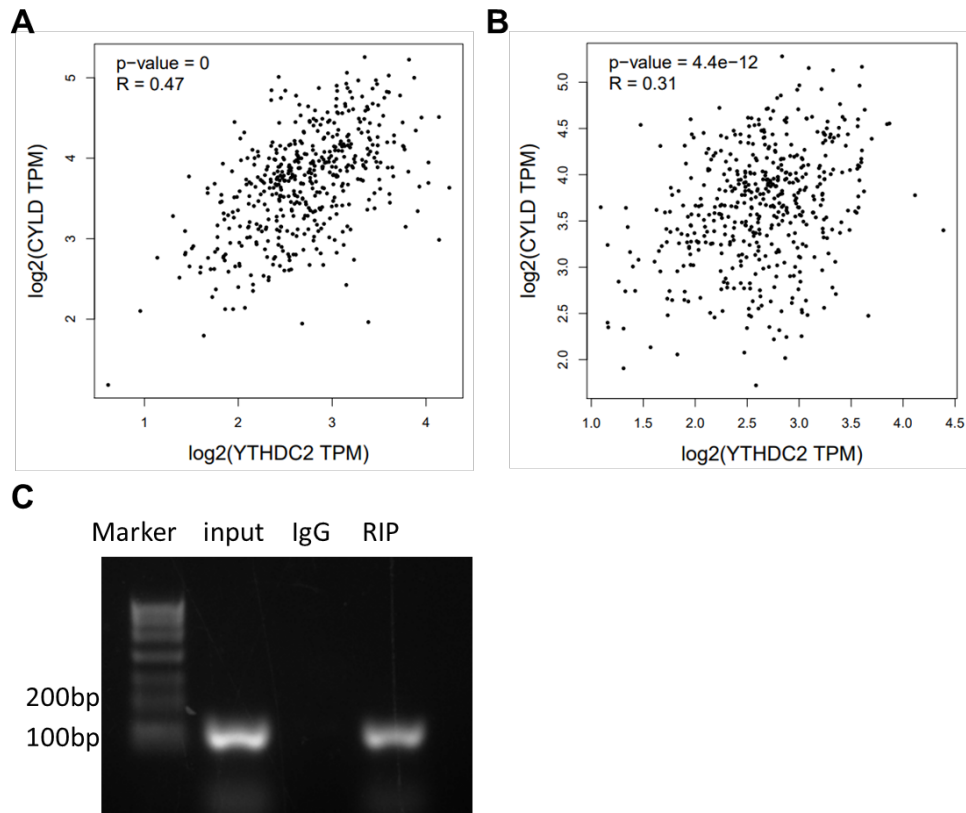 A
p-value = 0
R = 0.47
5
4
3
2
log2(CYLD TPM)
1
2
3
4
log2(YTHDC2 TPM)
B
p-value = 4.4e−12
R = 0.31
5.0
4.5
4.0
3.5
3.0
2.5
2.0
log2(CYLD TPM)
1.0
1.5
2.0
2.5
3.0
3.5
4.0
4.5
log2(YTHDC2 TPM)
C
Marker input IgG RIP
200bp
100bp